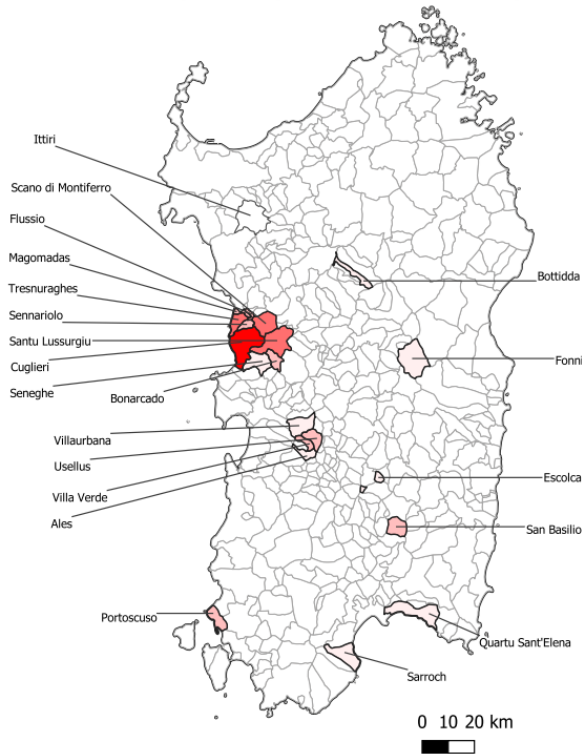 Ittiri
Scano di Montiferro
Flussio
Magomadas
Tresnuraghes
Sennariolo
Santu Lussurgiu
Cuglieri
Seneghe
Bonarcado
Villaurbana
Usellus
Villa Verde
Ales
Portoscuso
Bottidda
Fonni
Escolca
San Basilio
Quartu Sant'Elena
Sarroch
0 10 20 km